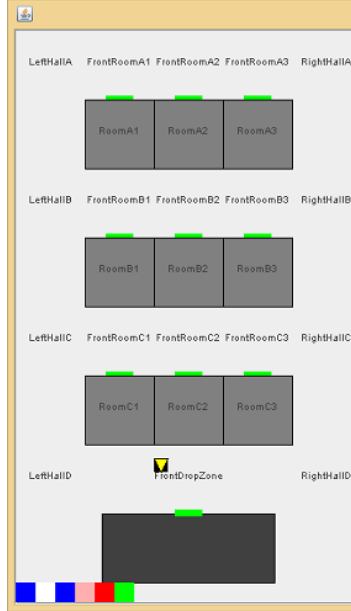 LeftHallA FrontRoomA1 FrontRoomA2 FrontRoomA3 RightHallA
RoomA1 RoomA2 RoomA3
LeftHallB FrontRoomB1 FrontRoomB2 FrontRoomB3 RightHallB
RoomB1 RoomB2 RoomB3
LeftHallC FrontRoomC1 FrontRoomC2 FrontRoomC3 RightHallC
RoomC1 RoomC2 RoomC3
LeftHallD FrontDropZone RightHallD